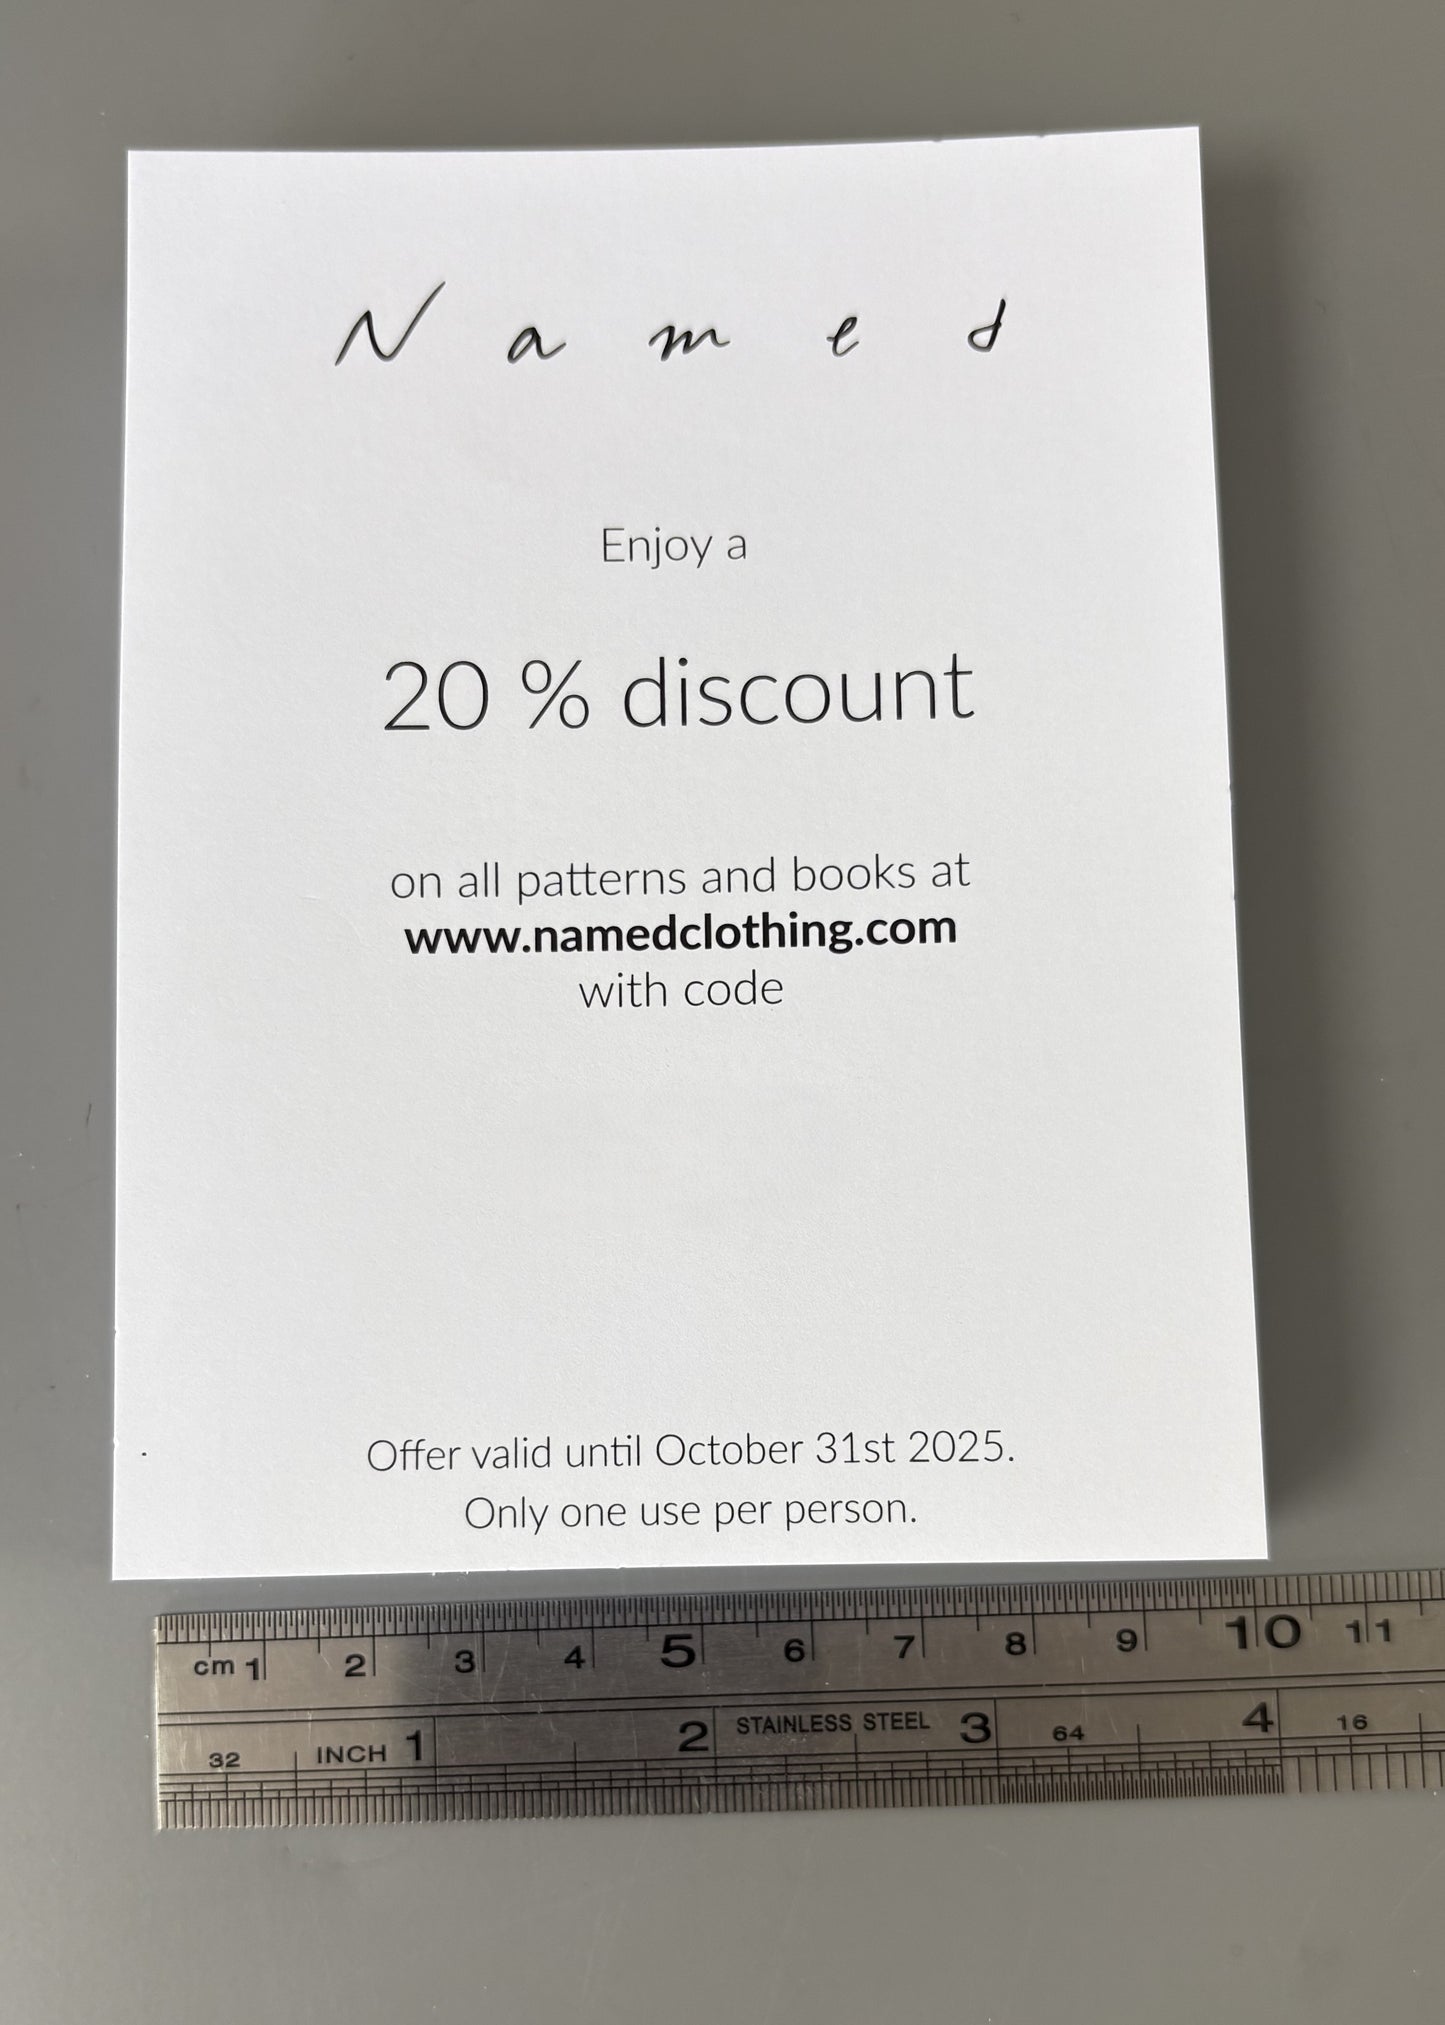 Named
Enjoy a
20 % discount
on all patterns and books at
www.namedclothing.com
with code
Offer valid until October 31st 2025.
Only one use per person.
cm 1 2 3 4 5 6 7 8 9 10 11
32 INCH 1 2 STAINLESS STEEL 3 64 4 16